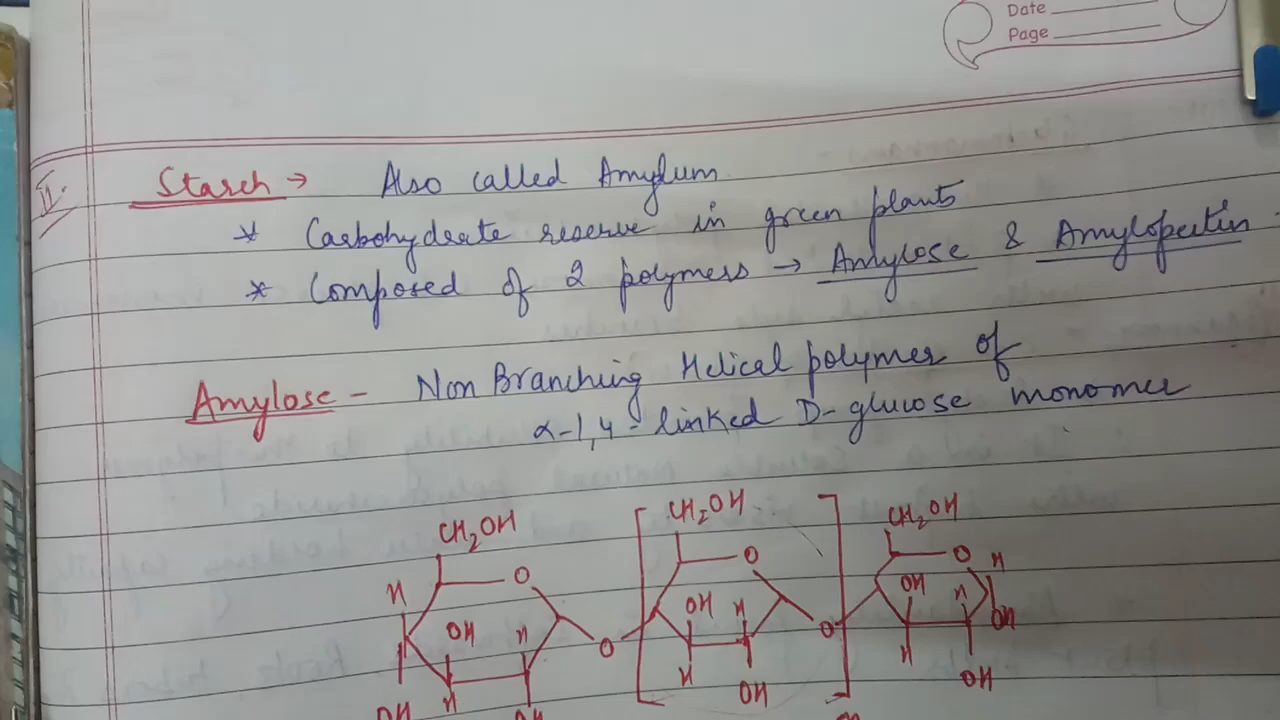 Date
Page
II. Starch → Also called Amylum
* Carbohydrate reserve in green plants
* Composed of 2 polymers → Amylose & Amylopectin
Amylose - Non Branching Helical polymer of
α-1,4-linked D-glucose monomer
CH₂OH CH₂OH CH₂OH
O O O H
H OH H OH H OH H OH
O O
H H H
OH OH OH OH